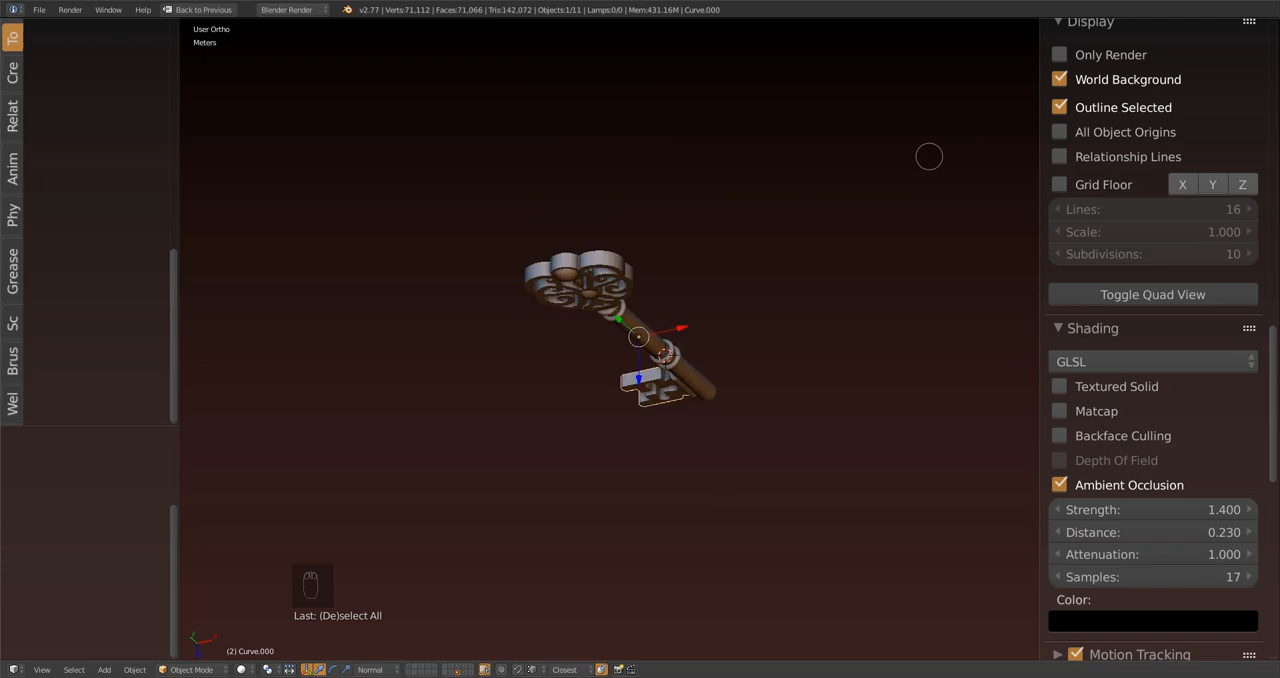 File Render Window Help Back to Previous Blender Render v2.77 | Verts:71,112 | Faces:71,066 | Tris:142,072 | Objects:1/11 | Lamps:0/0 | Mem:431.16M | Curve.000
To
Cre
Relat
Anim
Phy
Grease
Sc
Brus
Wel
User Ortho
Meters
Last: (De)select All
y x
(2) Curve.000
View Select Add Object Object Mode Normal Closest
Display
Only Render
World Background
Outline Selected
All Object Origins
Relationship Lines
Grid Floor X Y Z
Lines: 16
Scale: 1.000
Subdivisions: 10
Toggle Quad View
Shading
GLSL
Textured Solid
Matcap
Backface Culling
Depth Of Field
Ambient Occlusion
Strength: 1.400
Distance: 0.230
Attenuation: 1.000
Samples: 17
Color:
Motion Tracking